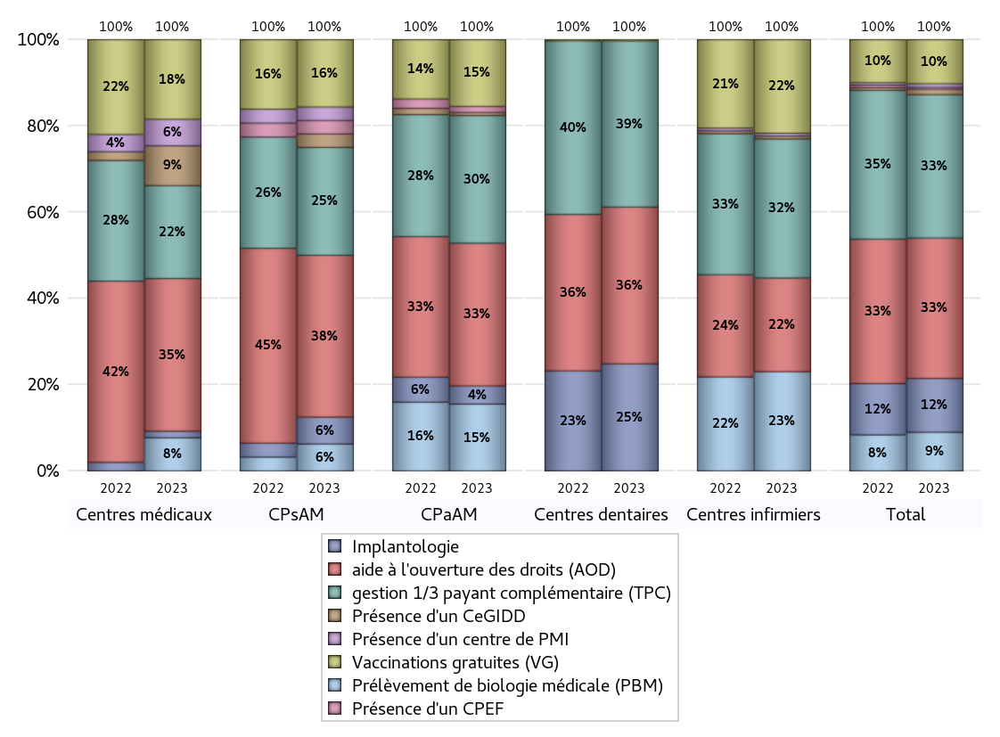 100% 100% 100% 100% 100% 100% 100% 100% 100% 100% 100% 100%
100%
80%
60%
40%
20%
0%
22% 4% 28% 42%
18% 6% 9% 22% 35% 8%
16% 26% 45%
16% 25% 38% 6% 6%
14% 28% 33% 6% 16%
15% 30% 33% 4% 15%
40% 36% 23%
39% 36% 25%
21% 33% 24% 22%
22% 32% 22% 23%
10% 35% 33% 12% 8%
10% 33% 33% 12% 9%
2022 2023 2022 2023 2022 2023 2022 2023 2022 2023 2022 2023
Centres médicaux CPsAM CPaAM Centres dentaires Centres infirmiers Total
Implantologie
aide à l'ouverture des droits (AOD)
gestion 1/3 payant complémentaire (TPC)
Présence d'un CeGIDD
Présence d'un centre de PMI
Vaccinations gratuites (VG)
Prélèvement de biologie médicale (PBM)
Présence d'un CPEF